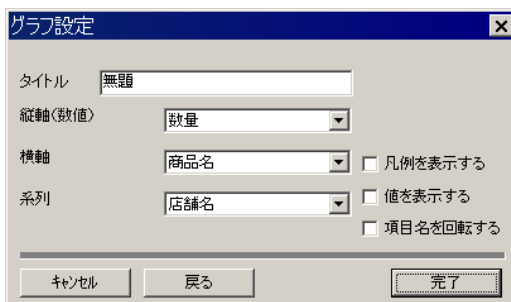 グラフ設定
タイトル 無題
縦軸(数値) 数量
横軸 商品名 凡例を表示する
系列 店舗名 値を表示する
項目名を回転する
キャンセル 戻る 完了